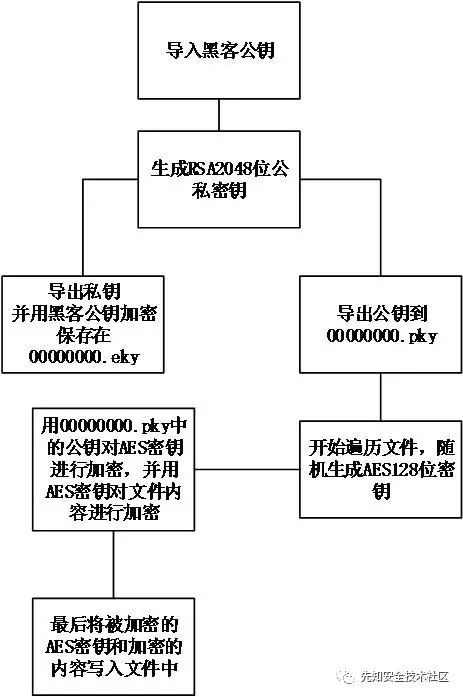 导入黑客公钥
生成RSA2048位公
私密钥
导出私钥
并用黑客公钥加密
保存在
00000000.eky
导出公钥到
00000000.pky
用00000000.pky中
的公钥对AES密钥
进行加密，并用
AES密钥对文件内
容进行加密
开始遍历文件，随
机生成AES128位密
钥
最后将被加密的
AES密钥和加密的
内容写入文件中
先知安全技术社区